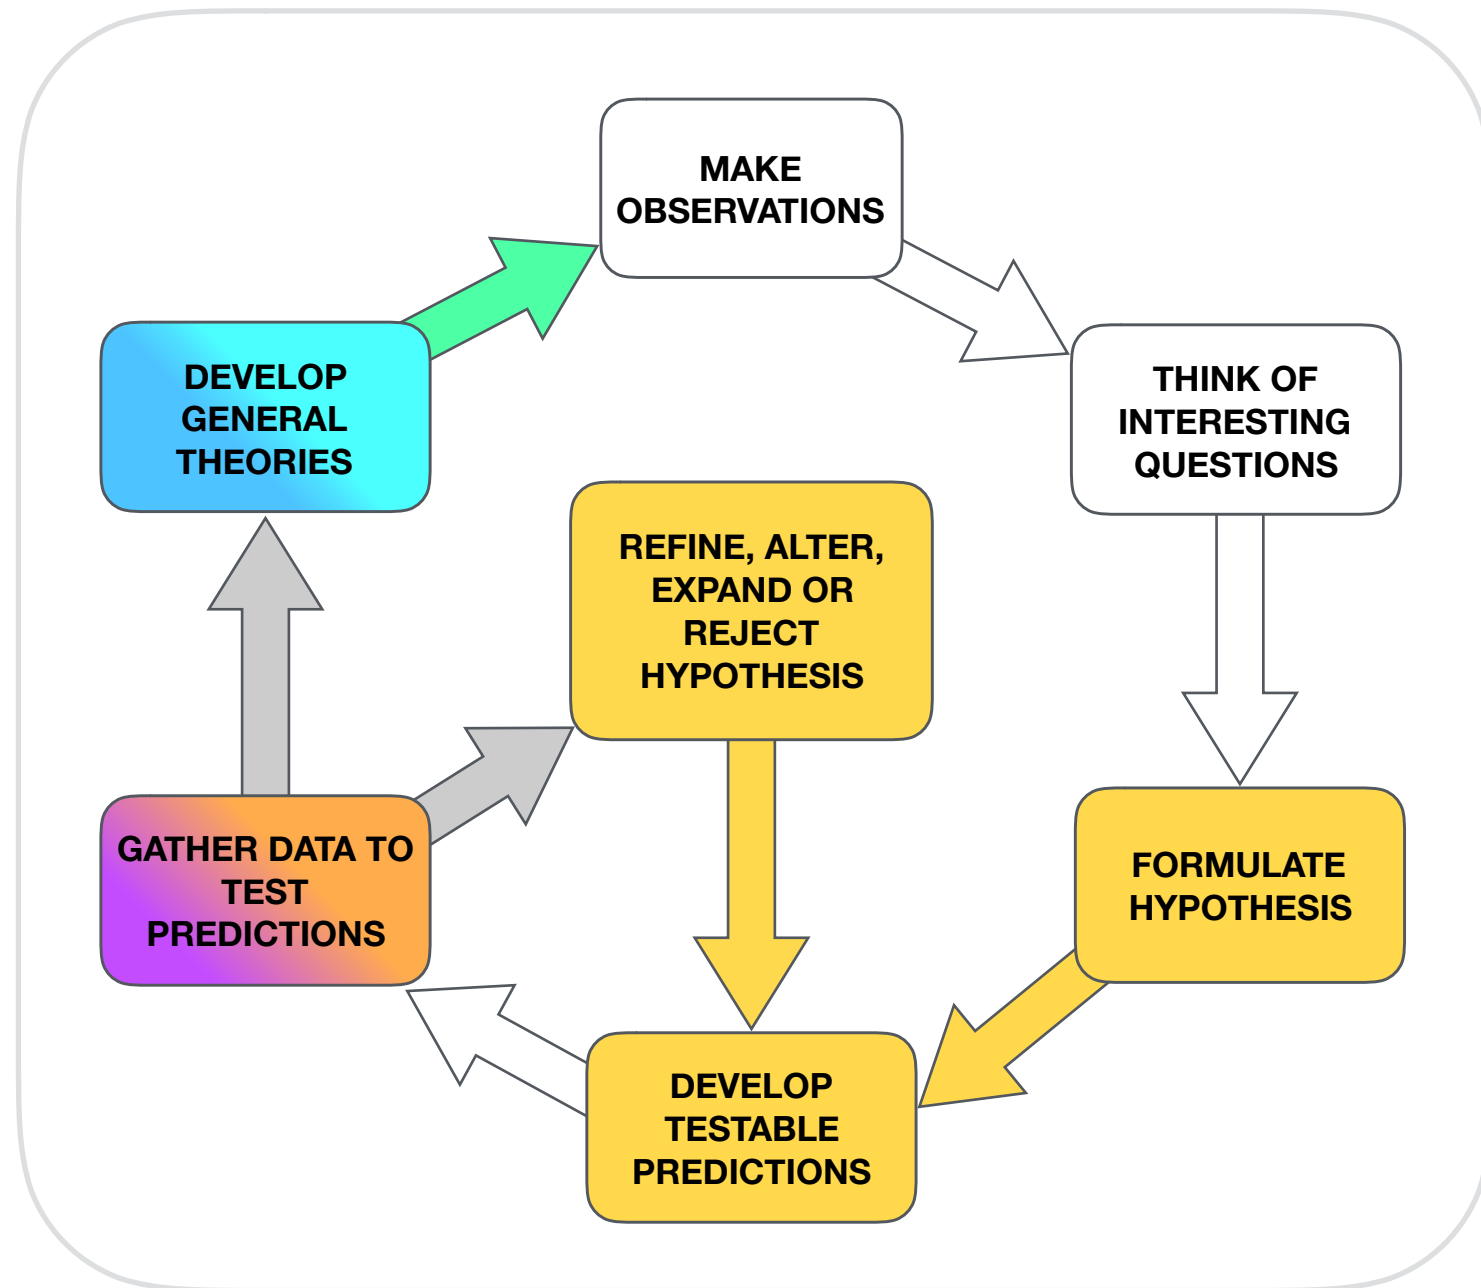 MAKE
OBSERVATIONS
THINK OF
INTERESTING
QUESTIONS
FORMULATE
HYPOTHESIS
DEVELOP
TESTABLE
PREDICTIONS
GATHER DATA TO
TEST
PREDICTIONS
REFINE, ALTER,
EXPAND OR
REJECT
HYPOTHESIS
DEVELOP
GENERAL
THEORIES